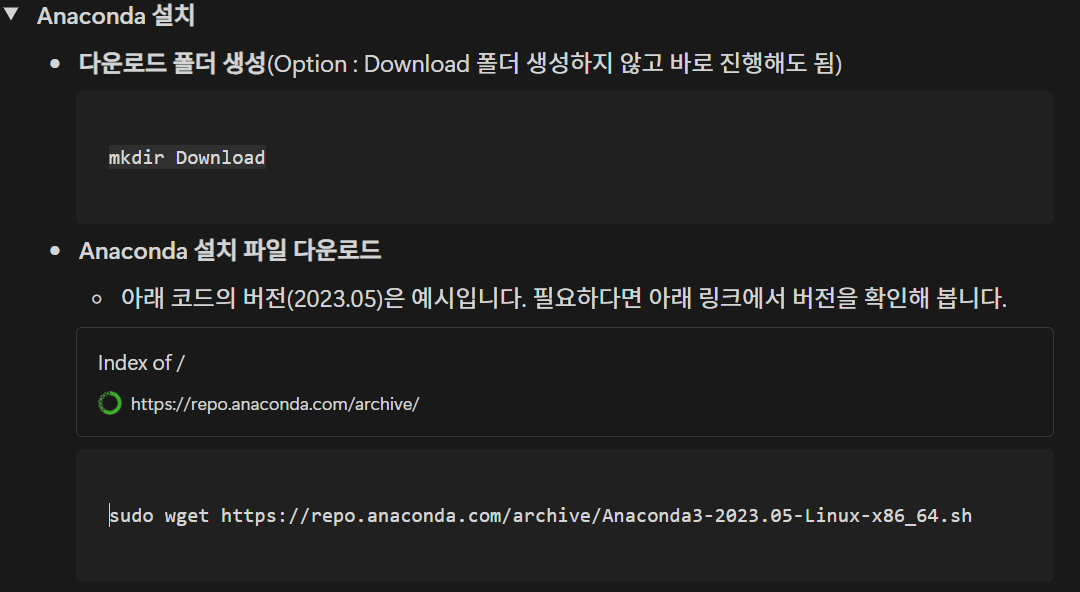 Anaconda 설치
다운로드 폴더 생성(Option : Download 폴더 생성하지 않고 바로 진행해도 됨)
mkdir Download
Anaconda 설치 파일 다운로드
아래 코드의 버전(2023.05)은 예시입니다. 필요하다면 아래 링크에서 버전을 확인해 봅니다.
Index of /
https://repo.anaconda.com/archive/
sudo wget https://repo.anaconda.com/archive/Anaconda3-2023.05-Linux-x86_64.sh